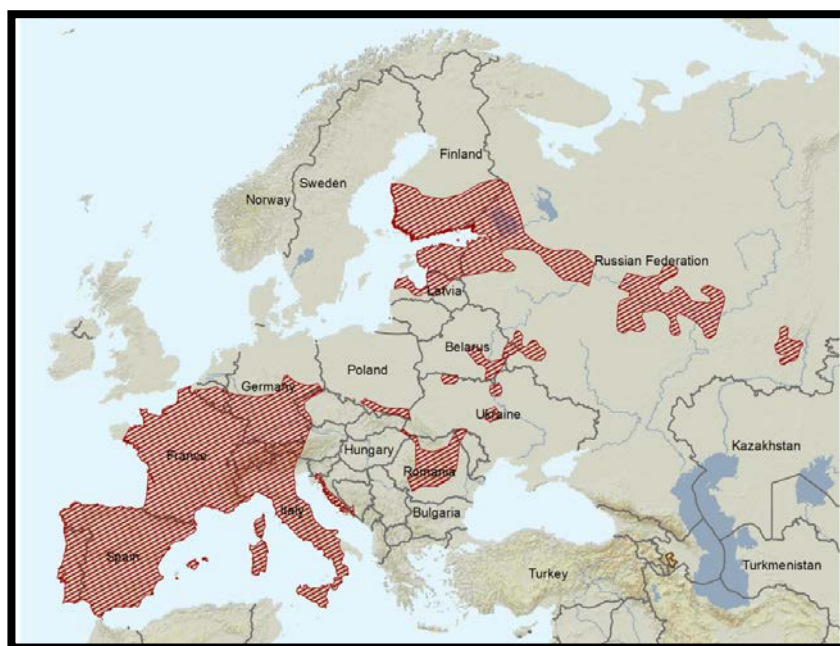 Finland
Sweden
Norway
Russian Federation
Latvia
Belarus
Poland
Germany
Ukraine
Kazakhstan
France
Hungary
Romania
Italy
Bulgaria
Spain
Turkey
Turkmenistan